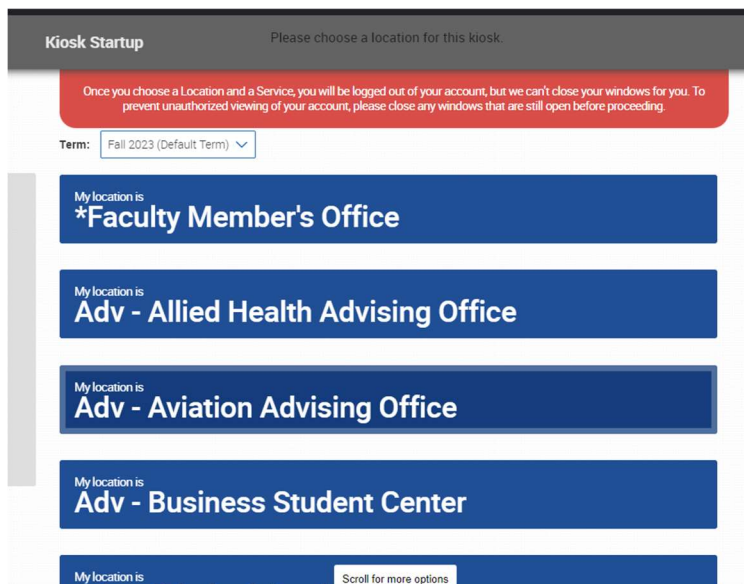 Kiosk Startup
Please choose a location for this kiosk.
Once you choose a Location and a Service, you will be logged out of your account, but we can't close your windows for you. To
prevent unauthorized viewing of your account, please close any windows that are still open before proceeding.
Term: Fall 2023 (Default Term)
My location is
*Faculty Member's Office
My location is
Adv - Allied Health Advising Office
My location is
Adv - Aviation Advising Office
My location is
Adv - Business Student Center
My location is
Scroll for more options